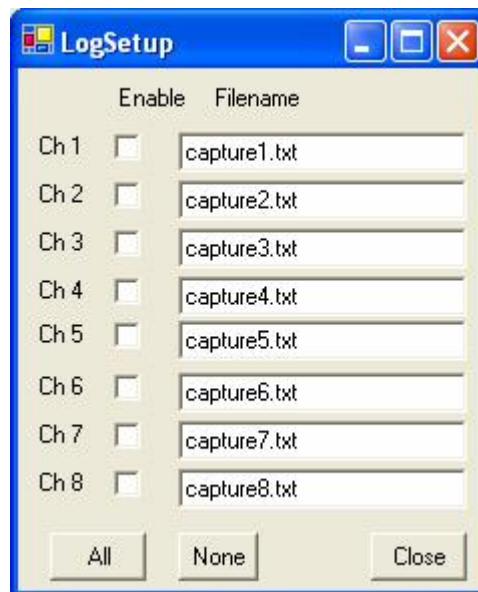 LogSetup
Enable Filename
Ch 1 capture1.txt
Ch 2 capture2.txt
Ch 3 capture3.txt
Ch 4 capture4.txt
Ch 5 capture5.txt
Ch 6 capture6.txt
Ch 7 capture7.txt
Ch 8 capture8.txt
All None Close